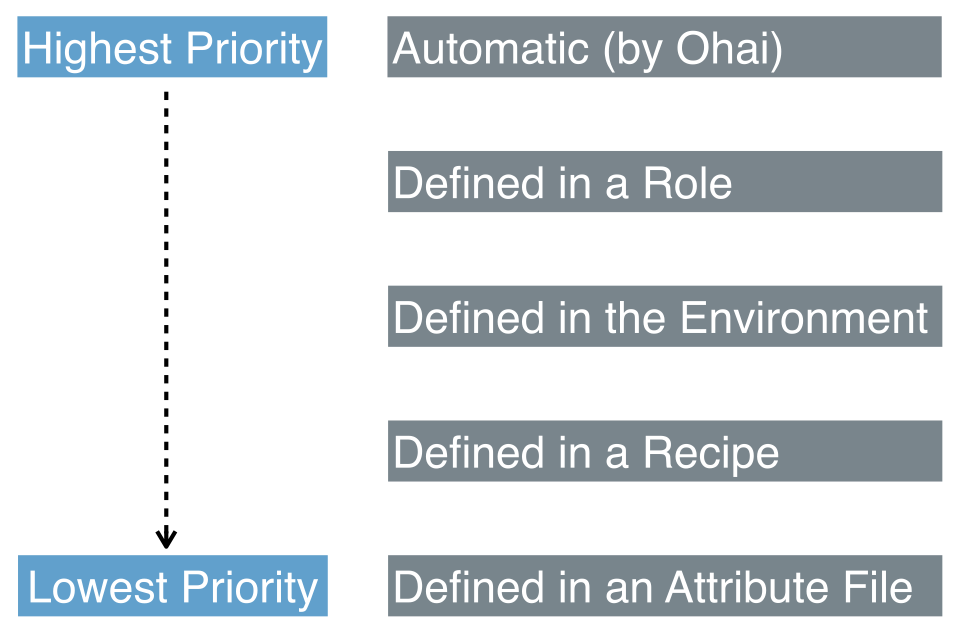 Highest Priority
Automatic (by Ohai)
Defined in a Role
Defined in the Environment
Defined in a Recipe
Lowest Priority
Defined in an Attribute File